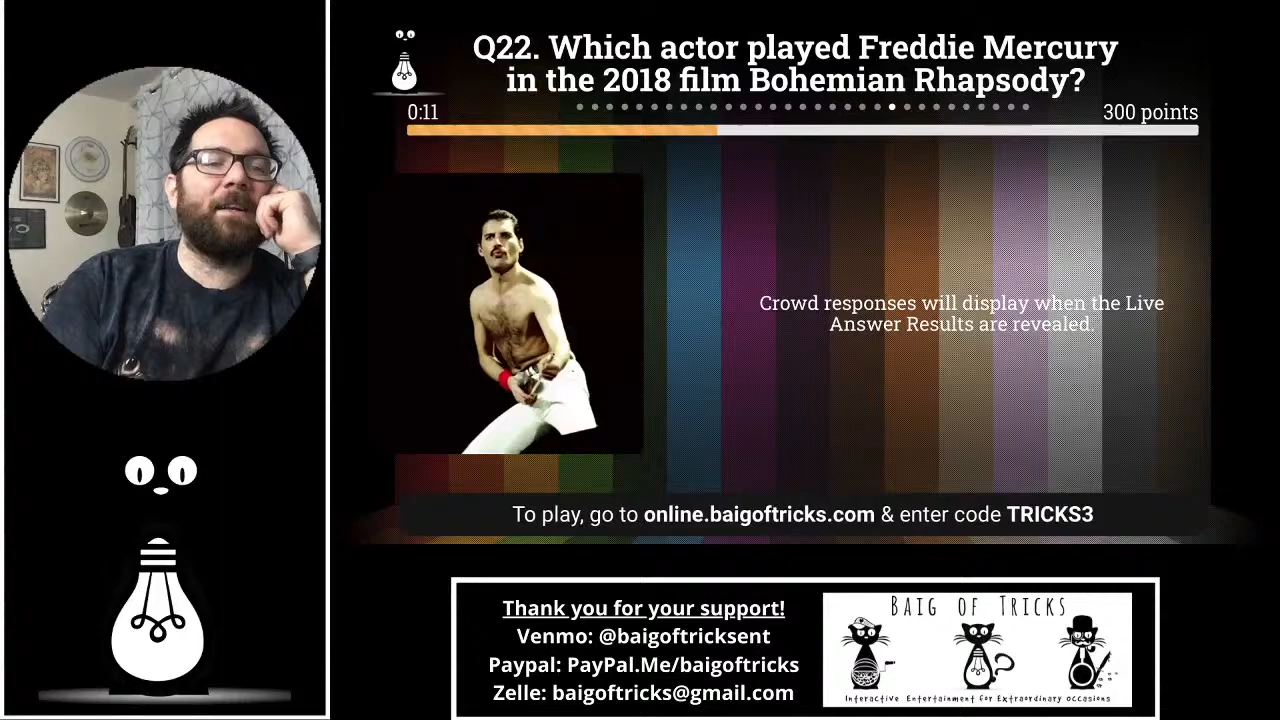 Q22. Which actor played Freddie Mercury
in the 2018 film Bohemian Rhapsody?
0:11
300 points
Crowd responses will display when the Live
Answer Results are revealed.
To play, go to online.baigoftricks.com & enter code TRICKS3
Thank you for your support!
Venmo: @baigoftricksent
Paypal: PayPal.Me/baigoftricks
Zelle: baigoftricks@gmail.com
BAIG OF TRICKS
Interactive Entertainment for Extraordinary Occasions